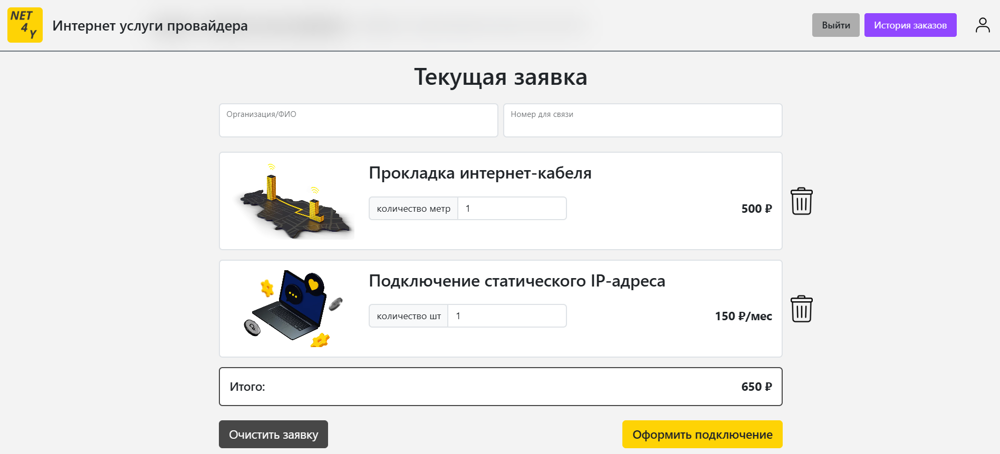 NET
4
Y
Интернет услуги провайдера
Выйти
История заказов
Текущая заявка
Организация/ФИО
Номер для связи
Прокладка интернет-кабеля
количество метр
1
500 ₽
Подключение статического IP-адреса
количество шт
1
150 ₽/мес
Итого:
650 ₽
Очистить заявку
Оформить подключение